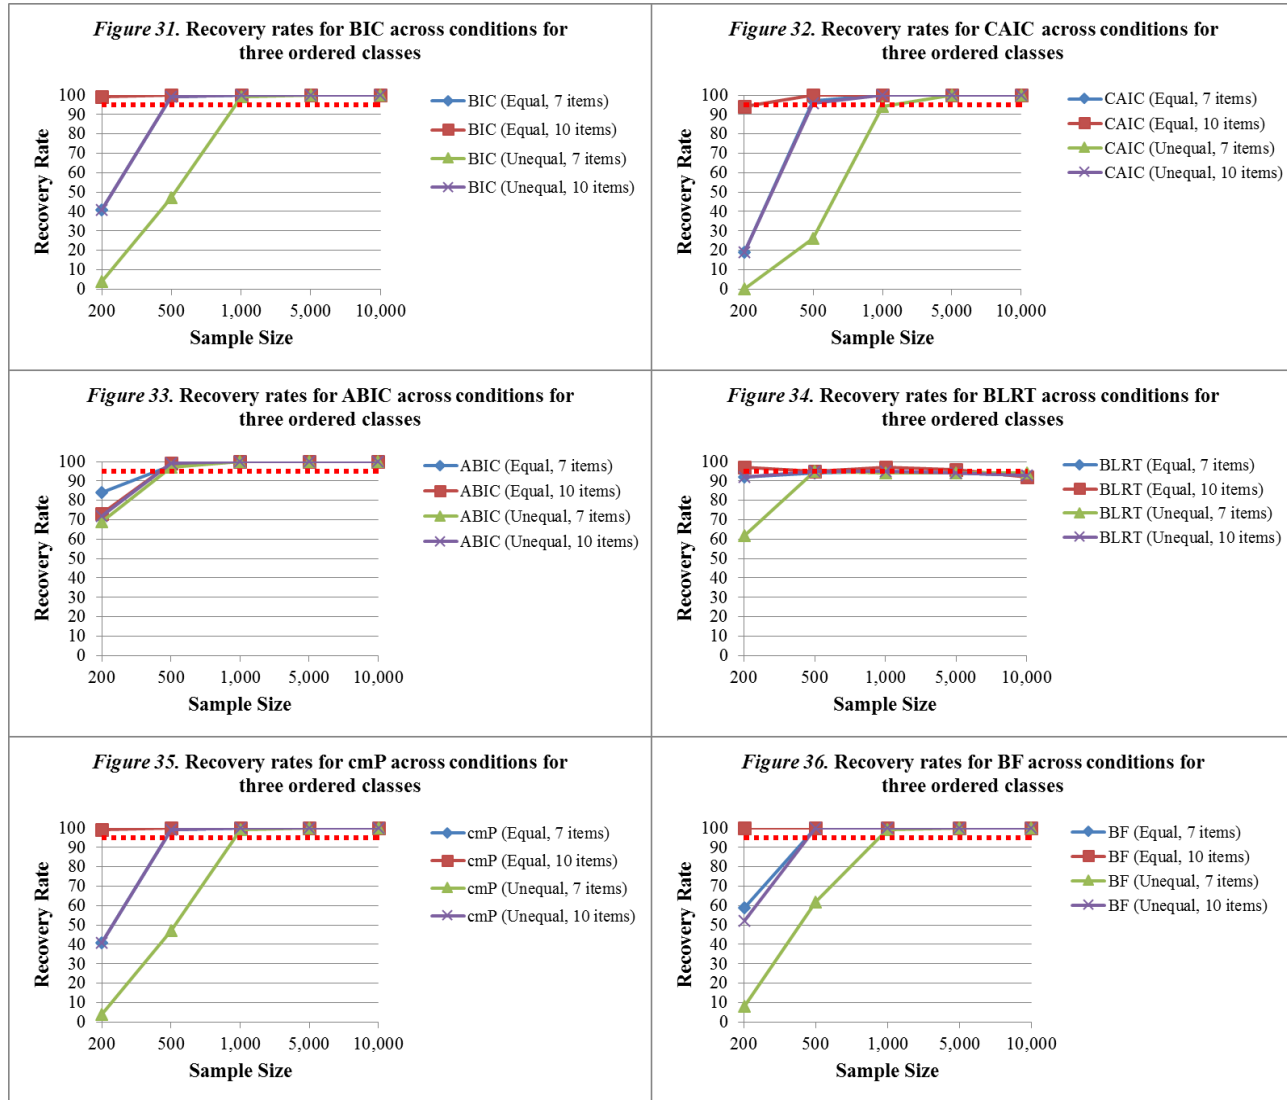 Figure 31. Recovery rates for BIC across conditions for
three ordered classes
Recovery Rate
100
90
80
70
60
50
40
30
20
10
0
200 500 1,000 5,000 10,000
Sample Size
BIC (Equal, 7 items)
BIC (Equal, 10 items)
BIC (Unequal, 7 items)
BIC (Unequal, 10 items)
Figure 32. Recovery rates for CAIC across conditions for
three ordered classes
Recovery Rate
100
90
80
70
60
50
40
30
20
10
0
200 500 1,000 5,000 10,000
Sample Size
CAIC (Equal, 7 items)
CAIC (Equal, 10 items)
CAIC (Unequal, 7 items)
CAIC (Unequal, 10 items)
Figure 33. Recovery rates for ABIC across conditions for
three ordered classes
Recovery Rate
100
90
80
70
60
50
40
30
20
10
0
200 500 1,000 5,000 10,000
Sample Size
ABIC (Equal, 7 items)
ABIC (Equal, 10 items)
ABIC (Unequal, 7 items)
ABIC (Unequal, 10 items)
Figure 34. Recovery rates for BLRT across conditions for
three ordered classes
Recovery Rate
100
90
80
70
60
50
40
30
20
10
0
200 500 1,000 5,000 10,000
Sample Size
BLRT (Equal, 7 items)
BLRT (Equal, 10 items)
BLRT (Unequal, 7 items)
BLRT (Unequal, 10 items)
Figure 35. Recovery rates for cmP across conditions for
three ordered classes
Recovery Rate
100
90
80
70
60
50
40
30
20
10
0
200 500 1,000 5,000 10,000
Sample Size
cmP (Equal, 7 items)
cmP (Equal, 10 items)
cmP (Unequal, 7 items)
cmP (Unequal, 10 items)
Figure 36. Recovery rates for BF across conditions for
three ordered classes
Recovery Rate
100
90
80
70
60
50
40
30
20
10
0
200 500 1,000 5,000 10,000
Sample Size
BF (Equal, 7 items)
BF (Equal, 10 items)
BF (Unequal, 7 items)
BF (Unequal, 10 items)